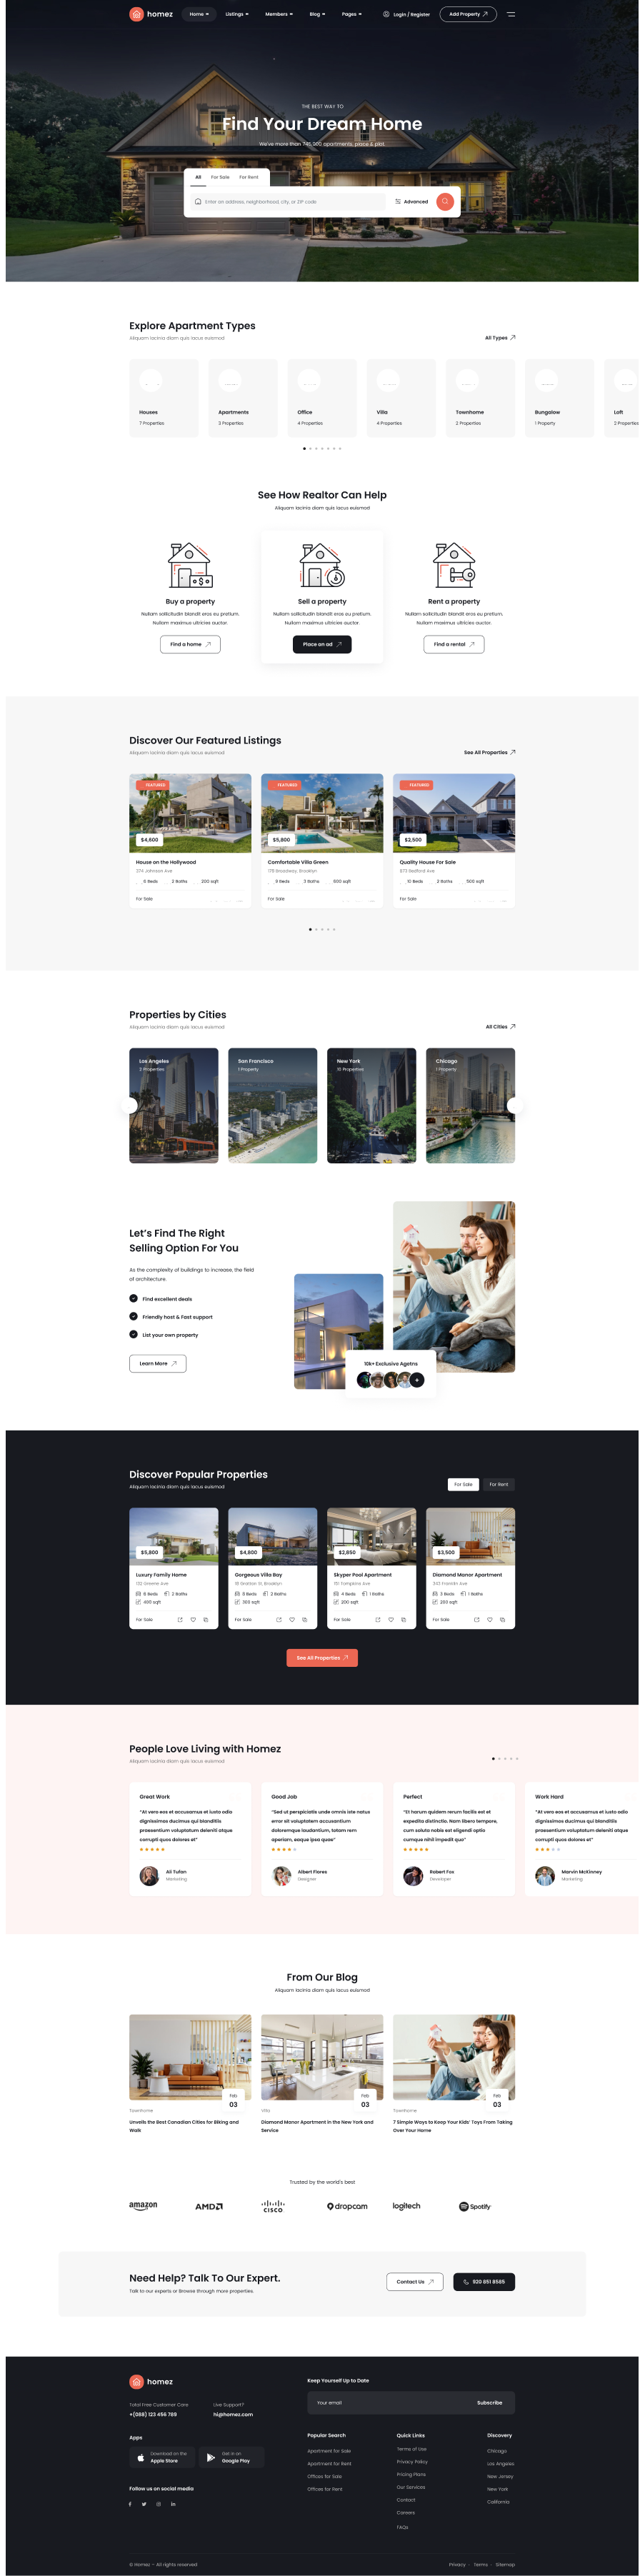 homez
Home
Listings
Members
Blog
Pages
Login / Register
Add Property
THE BEST WAY TO
Find Your Dream Home
We've more than 745,000 apartments, place & plot.
All
For Sale
For Rent
Enter an address, neighborhood, city, or ZIP code
Advanced
Explore Apartment Types
Aliquam lacinia diam quis lacus euismod
All Types
Houses
7 Properties
Apartments
3 Properties
Office
4 Properties
Villa
4 Properties
Townhome
2 Properties
Bungalow
1 Property
Loft
2 Properties
See How Realtor Can Help
Aliquam lacinia diam quis lacus euismod
Buy a property
Nullam sollicitudin blandit eros eu pretium.
Nullam maximus ultricies auctor.
Find a home
Sell a property
Nullam sollicitudin blandit eros eu pretium.
Nullam maximus ultricies auctor.
Place an ad
Rent a property
Nullam sollicitudin blandit eros eu pretium.
Nullam maximus ultricies auctor.
Find a rental
Discover Our Featured Listings
Aliquam lacinia diam quis lacus euismod
See All Properties
FEATURED
$4,600
House on the Hollywood
374 Johnson Ave
6 Beds 2 Baths 200 sqft
For Sale
FEATURED
$5,800
Comfortable Villa Green
178 Broadway, Brooklyn
9 Beds 3 Baths 600 sqft
For Sale
FEATURED
$2,500
Quality House For Sale
873 Bedford Ave
10 Beds 2 Baths 500 sqft
For Sale
Properties by Cities
Aliquam lacinia diam quis lacus euismod
All Cities
Los Angeles
2 Properties
San Francisco
1 Property
New York
10 Properties
Chicago
1 Property
Let's Find The Right
Selling Option For You
As the complexity of buildings to increase, the field
of architecture.
Find excellent deals
Friendly host & Fast support
List your own property
Learn More
10k+ Exclusive Agetns
Discover Popular Properties
Aliquam lacinia diam quis lacus euismod
For Sale
For Rent
$5,800
Luxury Family Home
132 Greene Ave
6 Beds 2 Baths
400 sqft
For Sale
$4,800
Gorgeous Villa Bay
91 Grattan St, Brooklyn
8 Beds 2 Baths
555 sqft
For Sale
$2,850
Skyper Pool Apartment
151 Tompkins Ave
4 Beds 1 Baths
200 sqft
For Sale
$3,500
Diamond Manor Apartment
313 Franklin Ave
3 Beds 1 Baths
250 sqft
For Sale
See All Properties
People Love Living with Homez
Aliquam lacinia diam quis lacus euismod
Great Work
"At vero eos et accusamus et iusto odio
dignissimos ducimus qui blanditiis
praesentium voluptatum deleniti atque
corrupti quos dolores et"
Ali Tufan
Marketing
Good Job
"Sed ut perspiciatis unde omnis iste natus
error sit voluptatem accusantium
doloremque laudantium, totam rem
aperiam, eaque ipsa quae"
Albert Flores
Designer
Perfect
"Et harum quidem rerum facilis est et
expedita distinctio. Nam libero tempore,
cum soluta nobis est eligendi optio
cumque nihil impedit quo"
Robert Fox
Developer
Work Hard
"At vero eos et accusamus et iusto odio
dignissimos ducimus qui blanditiis
praesentium voluptatum deleniti atque
corrupti quos dolores et"
Marvin McKinney
Marketing
From Our Blog
Aliquam lacinia diam quis lacus euismod
Feb
03
Townhome
Unveils the Best Canadian Cities for Biking and
Walk
Feb
03
Villa
Diamond Manor Apartment in the New York and
Service
Feb
03
Townhome
7 Simple Ways to Keep Your Kids' Toys From Taking
Over Your Home
Trusted by the world's best
amazon
AMD
CISCO
dropcam
logitech
Spotify
Need Help? Talk To Our Expert.
Talk to our experts or Browse through more properties.
Contact Us
920 851 8585
homez
Total Free Customer Care
+(088) 123 456 789
Live Support?
hi@homez.com
Apps
Download on the
Apple Store
Get in on
Google Play
Follow us on social media
Keep Yourself Up to Date
Your email
Subscribe
Popular Search
Apartment for Sale
Apartment for Rent
Offices for Sale
Offices for Rent
Quick Links
Terms of Use
Privacy Policy
Pricing Plans
Our Services
Contact
Careers
FAQs
Discovery
Chicago
Los Angeles
New Jersey
New York
California
© Homez - All rights reserved
Privacy · Terms · Sitemap